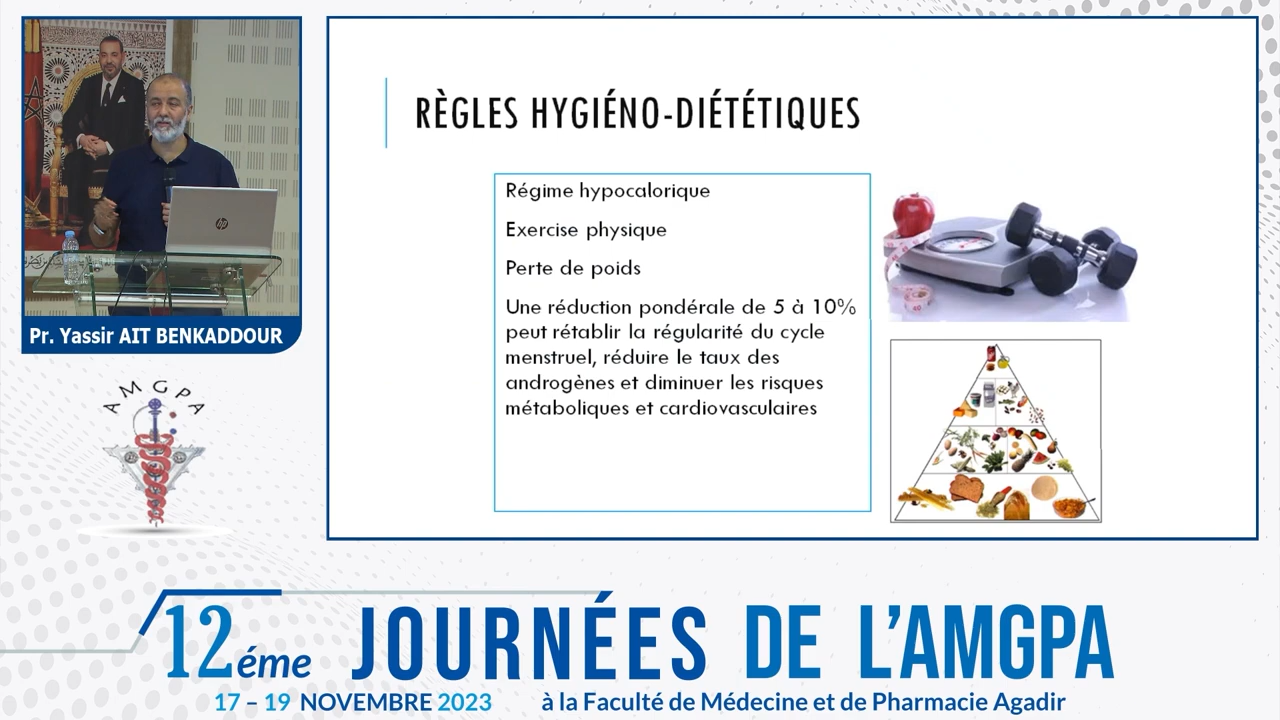 RÈGLES HYGIÉNO-DIÉTÉTIQUES
Régime hypocalorique
Exercise physique
Perte de poids
Une réduction pondérale de 5 à 10%
peut rétablir la régularité du cycle
menstruel, réduire le taux des
androgènes et diminuer les risques
métaboliques et cardiovasculaires
hp
Pr. Yassir AIT BENKADDOUR
AMGPA
12éme JOURNÉES DE L'AMGPA
17 – 19 NOVEMBRE 2023 à la Faculté de Médecine et de Pharmacie Agadir